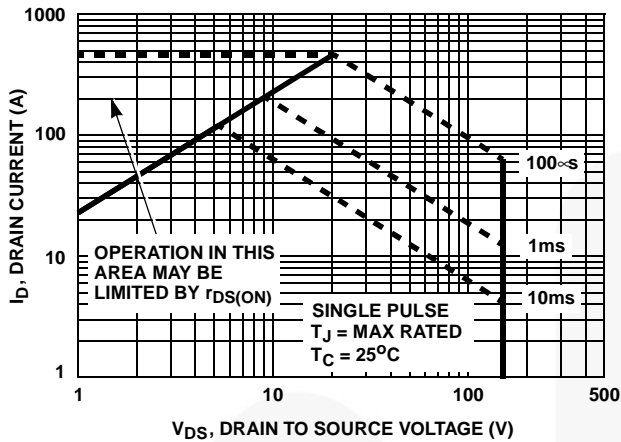 1000
100
10
1
I_D, DRAIN CURRENT (A)
OPERATION IN THIS
AREA MAY BE
LIMITED BY r_DS(ON)
SINGLE PULSE
T_J = MAX RATED
T_C = 25°C
100∝s
1ms
10ms
1 10 100 500
V_DS, DRAIN TO SOURCE VOLTAGE (V)